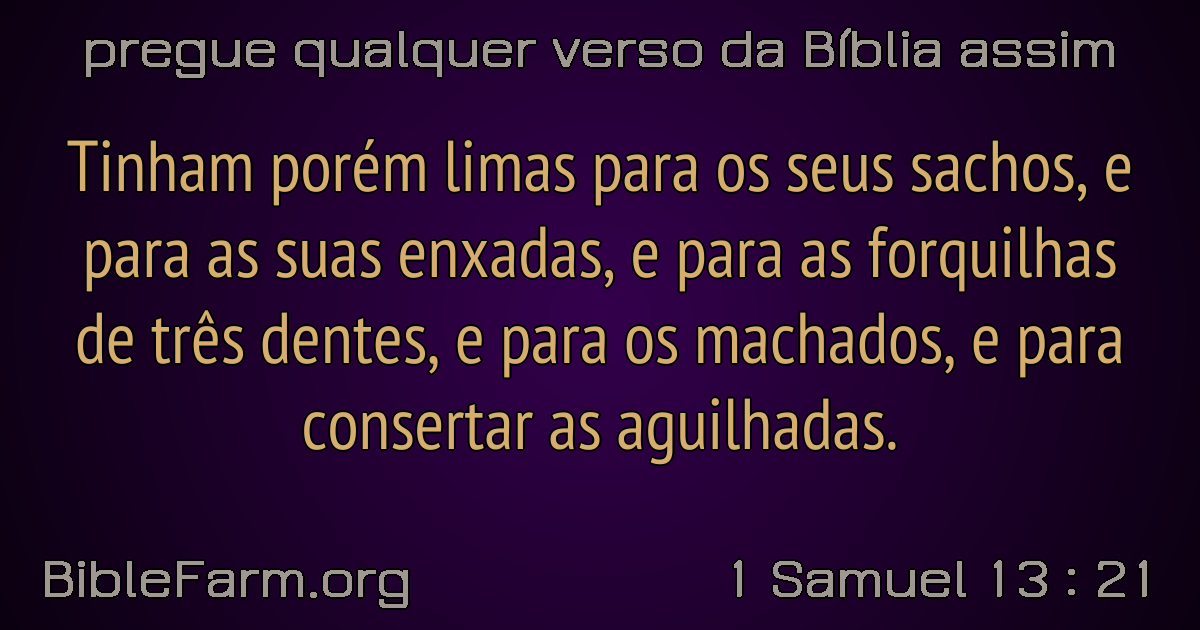 pregue qualquer verso da Bíblia assim
Tinham porém limas para os seus sachos, e
para as suas enxadas, e para as forquilhas
de três dentes, e para os machados, e para
consertar as aguilhadas.
BibleFarm.org
1 Samuel 13 : 21